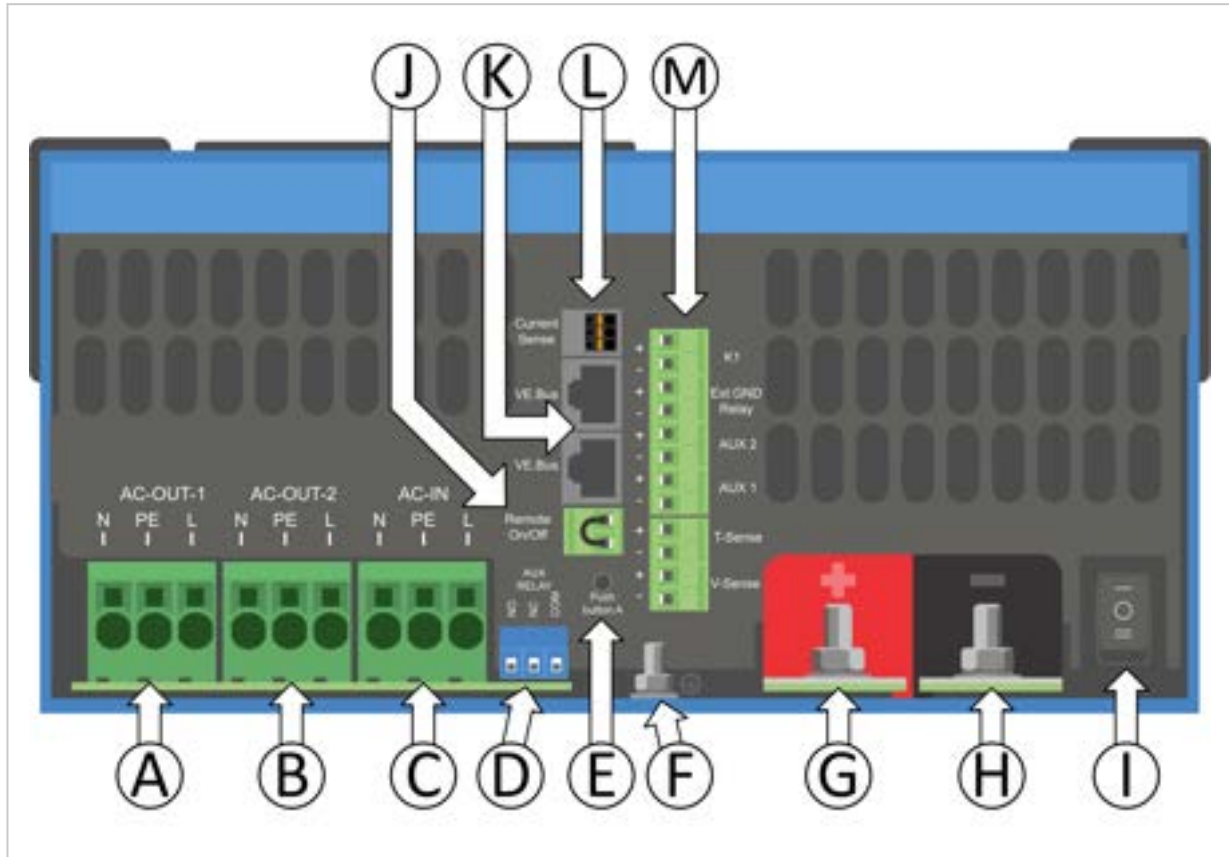 J K L M
Current
Sense
VE.Bus
VE.Bus
Remote
On/Off
+ K1
-
+ Ext GND
- Relay
+ AUX 2
-
+ AUX 1
-
+ T-Sense
-
+ V-Sense
-
AC-OUT-1 AC-OUT-2 AC-IN
N PE L N PE L N PE L
AUX
RELAY
NO NC COM
Push
button A
+ -
A B C D E F G H I